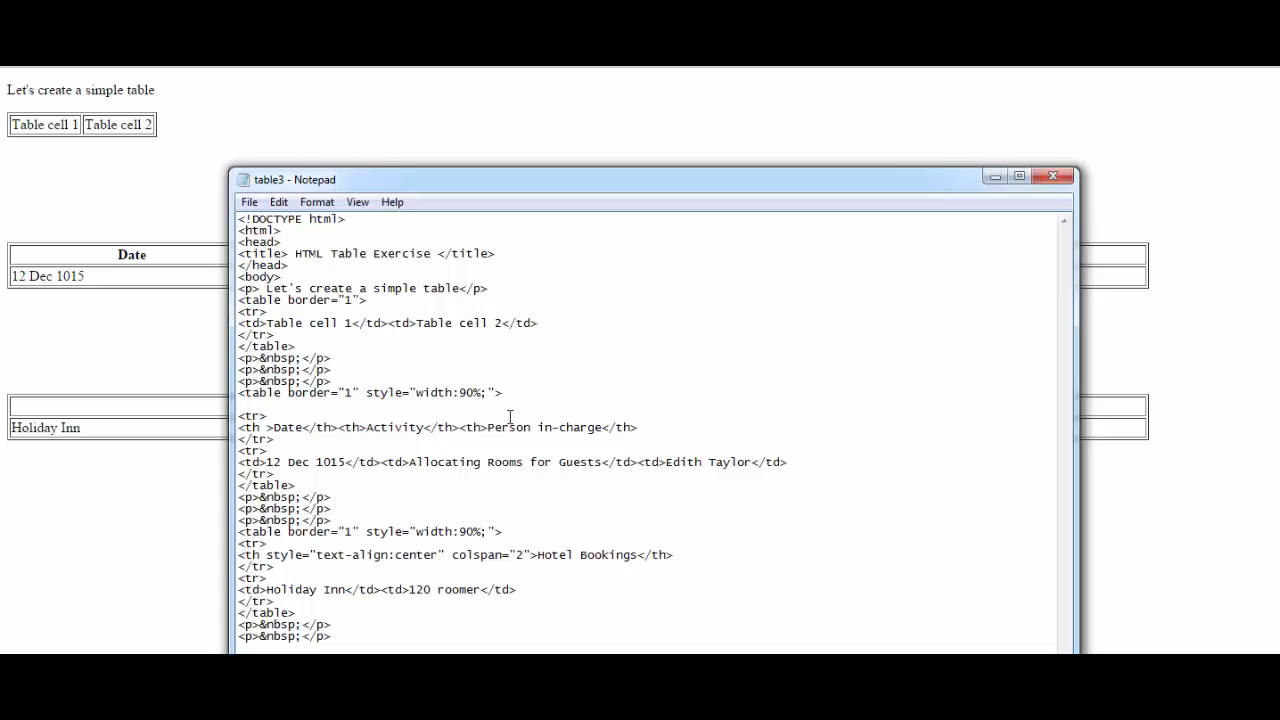 Let's create a simple table
Table cell 1 Table cell 2
table3 - Notepad
File Edit Format View Help
<!DOCTYPE html>
<html>
<head>
<title> HTML Table Exercise </title>
</head>
<body>
<p> Let's create a simple table</p>
<table border="1">
<tr>
<td>Table cell 1</td><td>Table cell 2</td>
</tr>
</table>
<p>&nbsp;</p>
<p>&nbsp;</p>
<p>&nbsp;</p>
<table border="1" style="width:90%;">
<tr>
<th >Date</th><th>Activity</th><th>Person in-charge</th>
</tr>
<tr>
<td>12 Dec 1015</td><td>Allocating Rooms for Guests</td><td>Edith Taylor</td>
</tr>
</table>
<p>&nbsp;</p>
<p>&nbsp;</p>
<p>&nbsp;</p>
<table border="1" style="width:90%;">
<tr>
<th style="text-align:center" colspan="2">Hotel Bookings</th>
</tr>
<tr>
<td>Holiday Inn</td><td>120 roomer</td>
</tr>
</table>
<p>&nbsp;</p>
<p>&nbsp;</p>
Date
12 Dec 1015
Holiday Inn